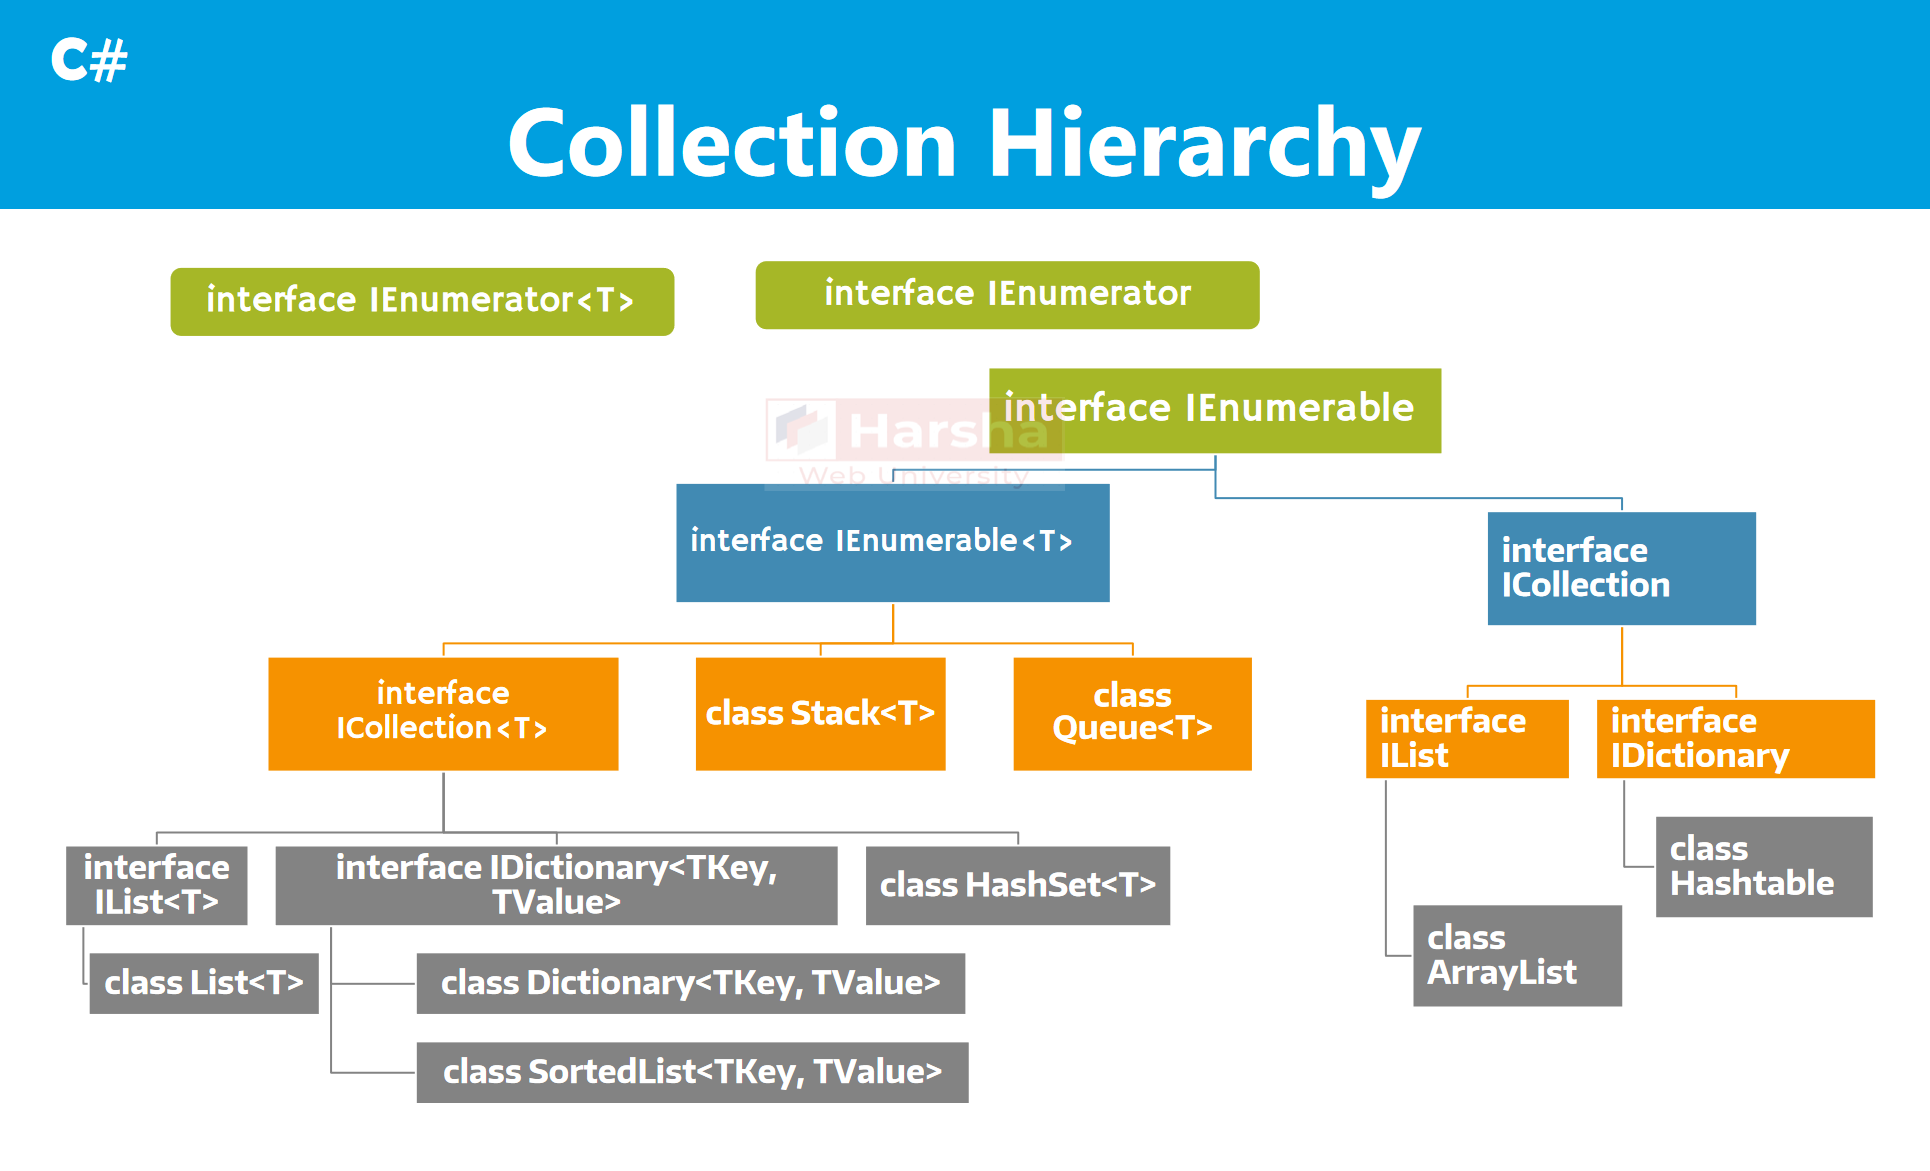 C#
Collection Hierarchy
interface IEnumerator<T>
interface IEnumerator
interface IEnumerable
Harsha
Web University
interface IEnumerable<T>
interface
ICollection
interface
ICollection<T>
class Stack<T>
class
Queue<T>
interface
IList
interface
IDictionary
interface
IList<T>
interface IDictionary<TKey,
TValue>
class HashSet<T>
class
Hashtable
class
ArrayList
class List<T>
class Dictionary<TKey, TValue>
class SortedList<TKey, TValue>